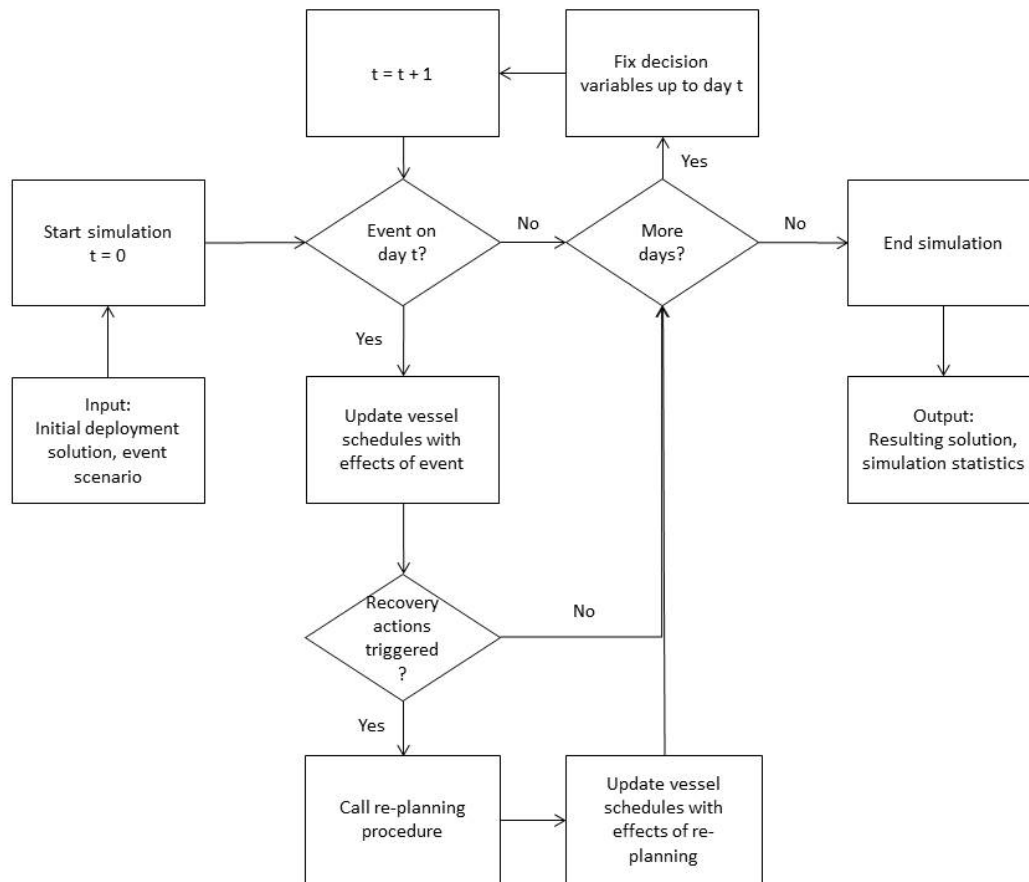 t = t + 1
Fix decision
variables up to day t
Yes
Start simulation
t = 0
Event on
day t?
No
More
days?
No
End simulation
Yes
Input:
Initial deployment
solution, event
scenario
Update vessel
schedules with
effects of event
Output:
Resulting solution,
simulation statistics
Recovery
actions
triggered
?
No
Yes
Call re-planning
procedure
Update vessel
schedules with
effects of re-
planning